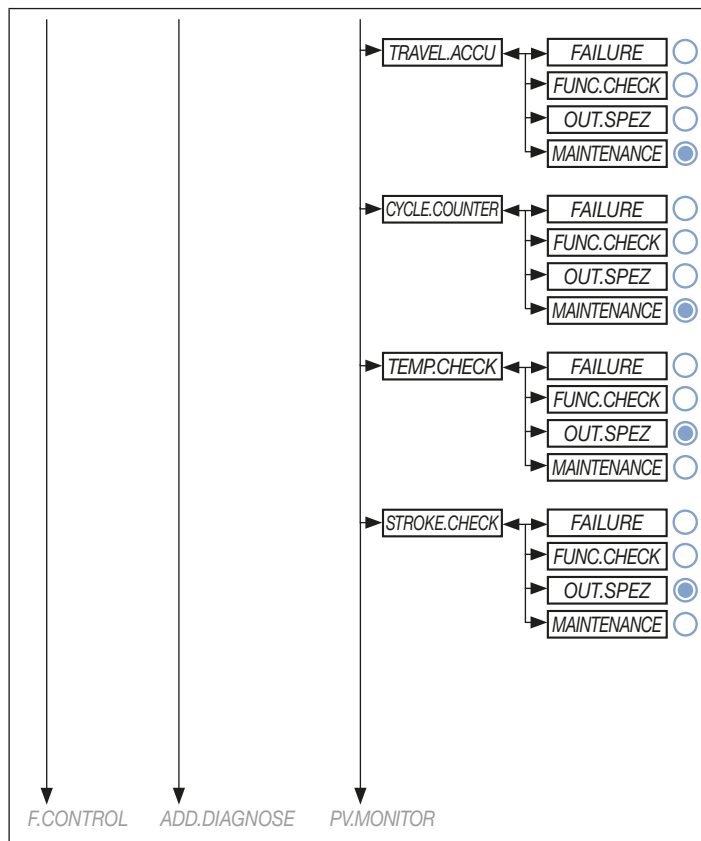 TRAVEL.ACCU
FAILURE
FUNC.CHECK
OUT.SPEZ
MAINTENANCE
CYCLE.COUNTER
FAILURE
FUNC.CHECK
OUT.SPEZ
MAINTENANCE
TEMP.CHECK
FAILURE
FUNC.CHECK
OUT.SPEZ
MAINTENANCE
STROKE.CHECK
FAILURE
FUNC.CHECK
OUT.SPEZ
MAINTENANCE
F.CONTROL ADD.DIAGNOSE PV.MONITOR